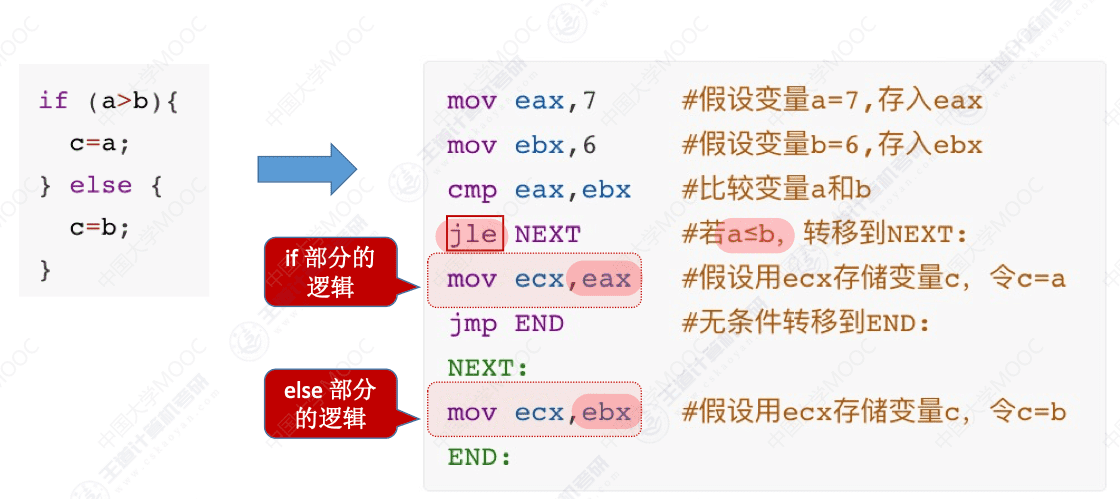 if (a>b){
c=a;
} else {
c=b;
}
mov eax,7 #假设变量a=7,存入eax
mov ebx,6 #假设变量b=6,存入ebx
cmp eax,ebx #比较变量a和b
jle NEXT #若a≤b，转移到NEXT:
if 部分的
逻辑
mov ecx,eax #假设用ecx存储变量c，令c=a
jmp END #无条件转移到END:
NEXT:
else 部分
的逻辑
mov ecx,ebx #假设用ecx存储变量c，令c=b
END:
中国大学MOOC
王道计算机考研